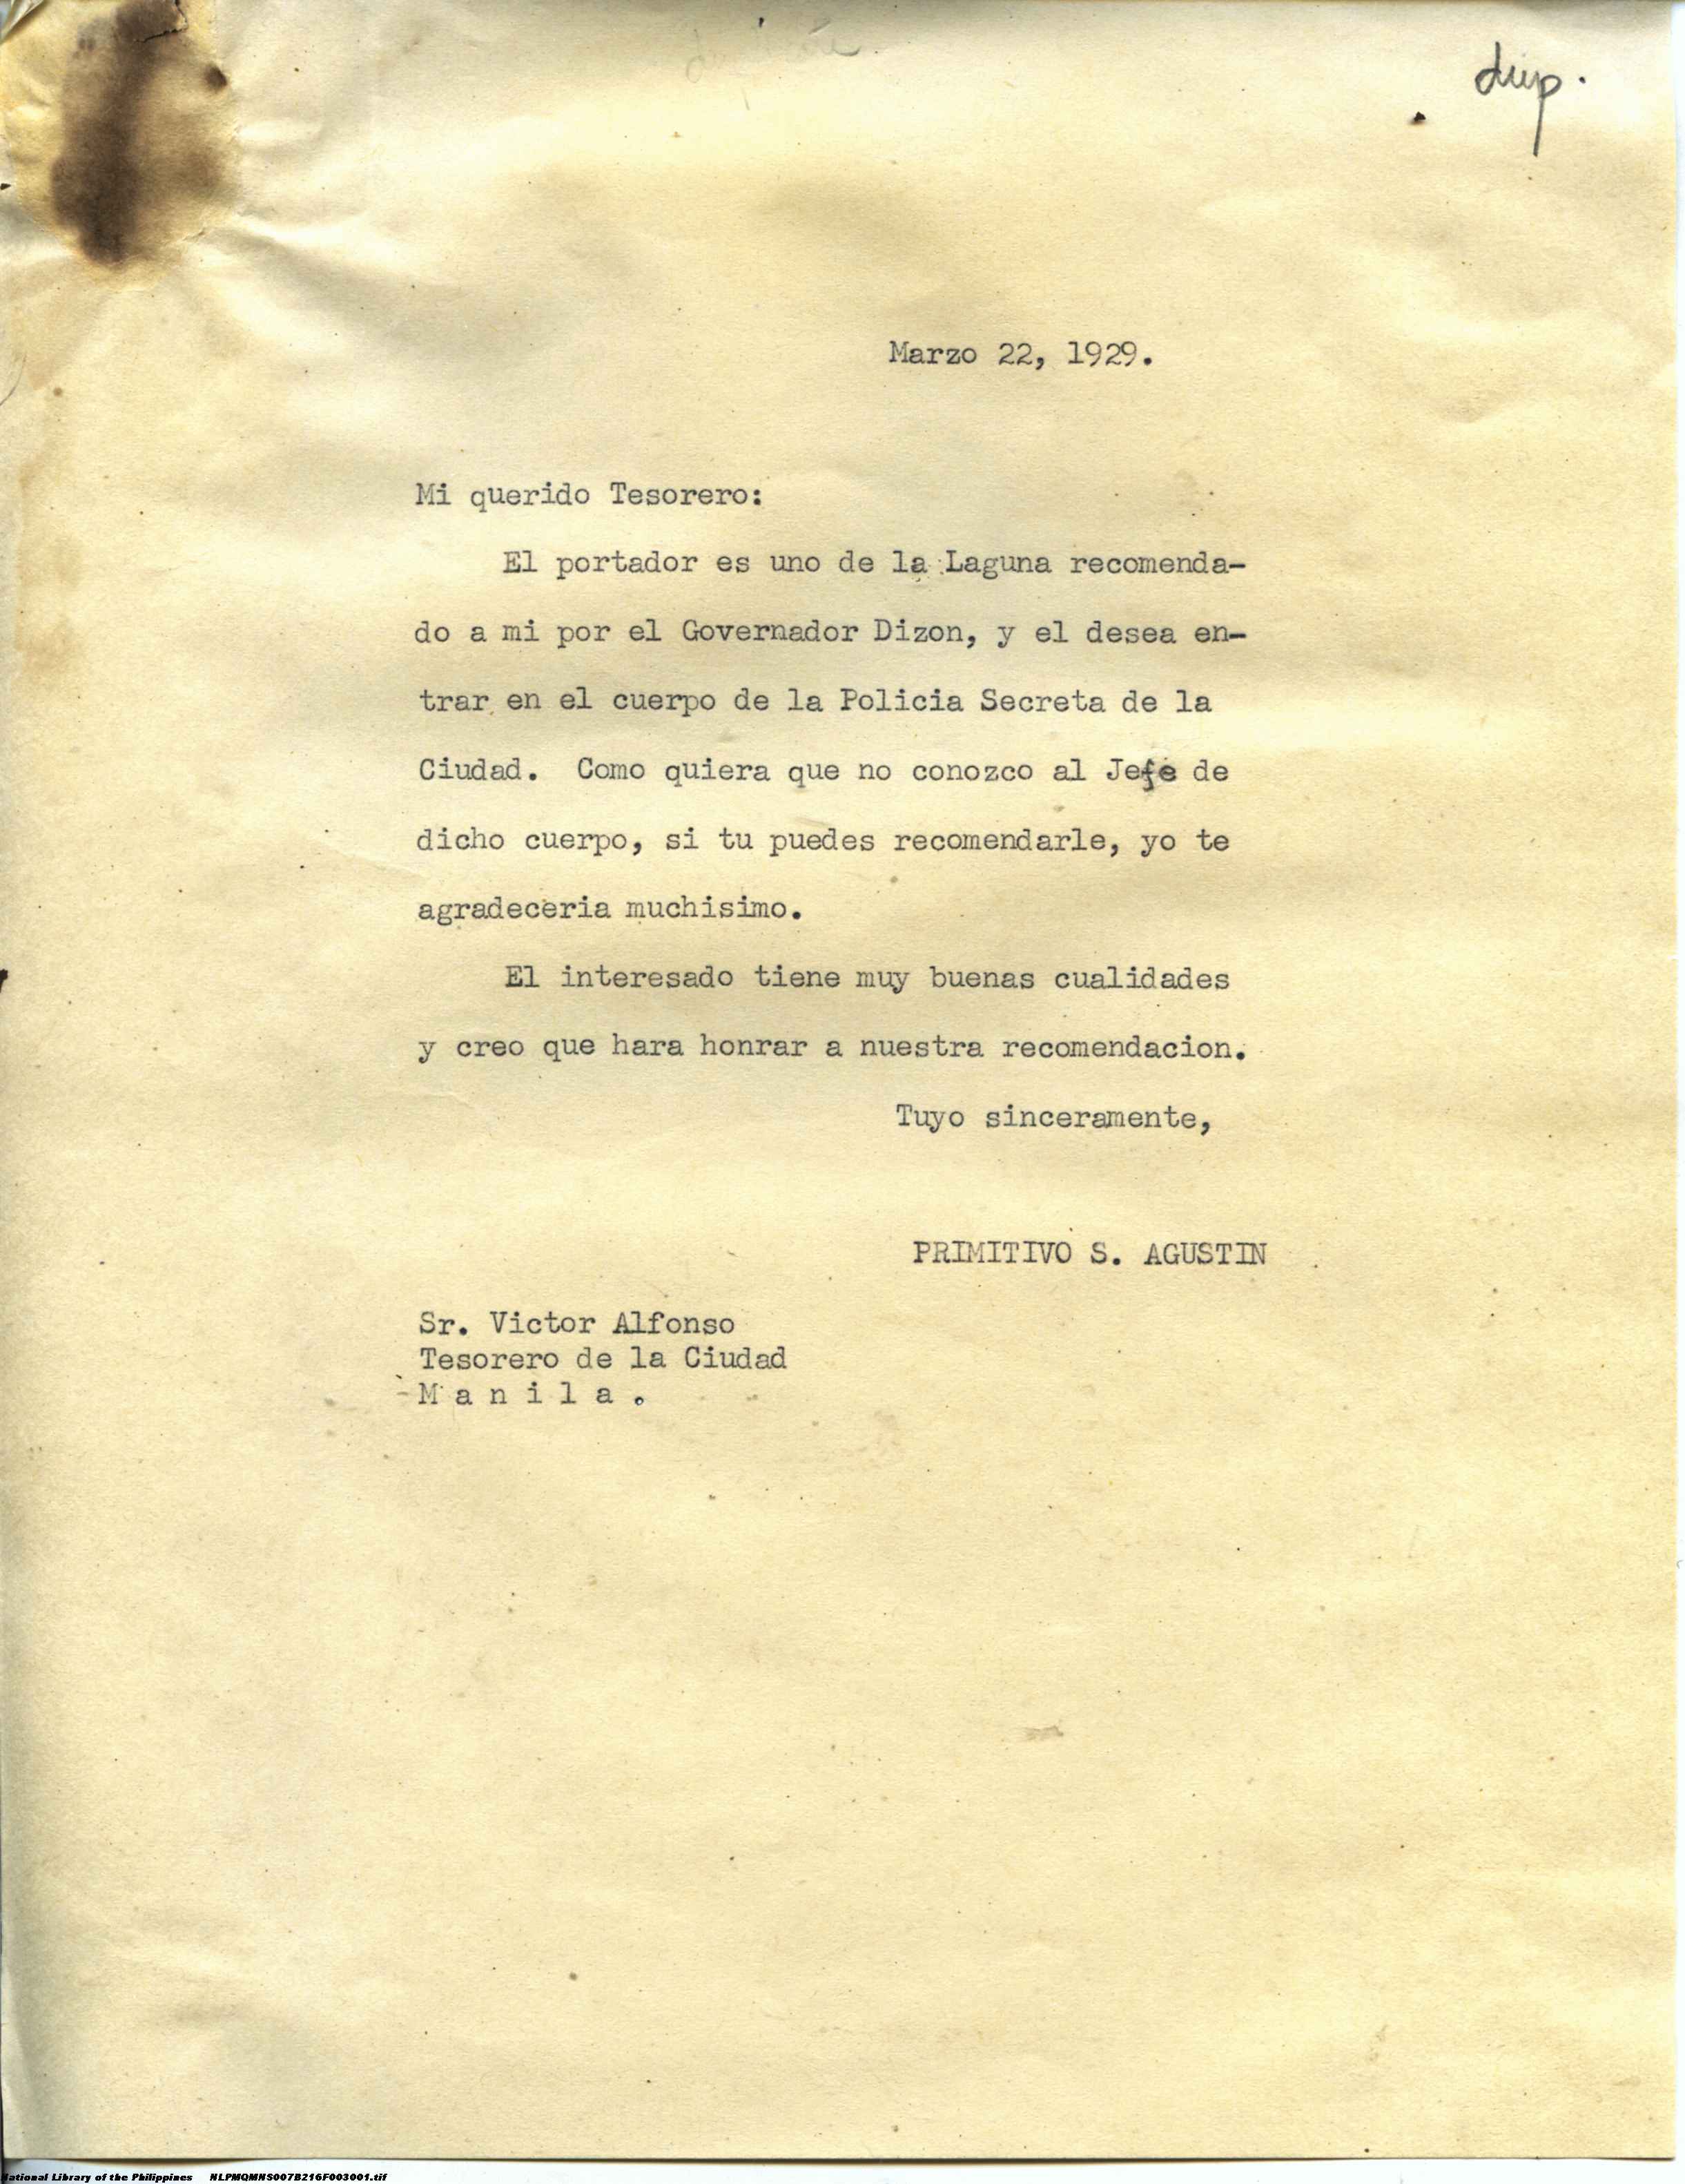 dup.
Marzo 22, 1929.
Mi querido Tesorero:
El portador es uno de la Laguna recomenda-
do a mi por el Governador Dizon, y el desea en-
trar en el cuerpo de la Policia Secreta de la
Ciudad. Como quiera que no conozco al Jefe de
dicho cuerpo, si tu puedes recomendarle, yo te
agradeceria muchisimo.
El interesado tiene muy buenas cualidades
y creo que hara honrar a nuestra recomendacion.
Tuyo sinceramente,
PRIMITIVO S. AGUSTIN
Sr. Victor Alfonso
Tesorero de la Ciudad
M a n i l a .
National Library of the Philippines NLPMQMNS007B216F003001.tif